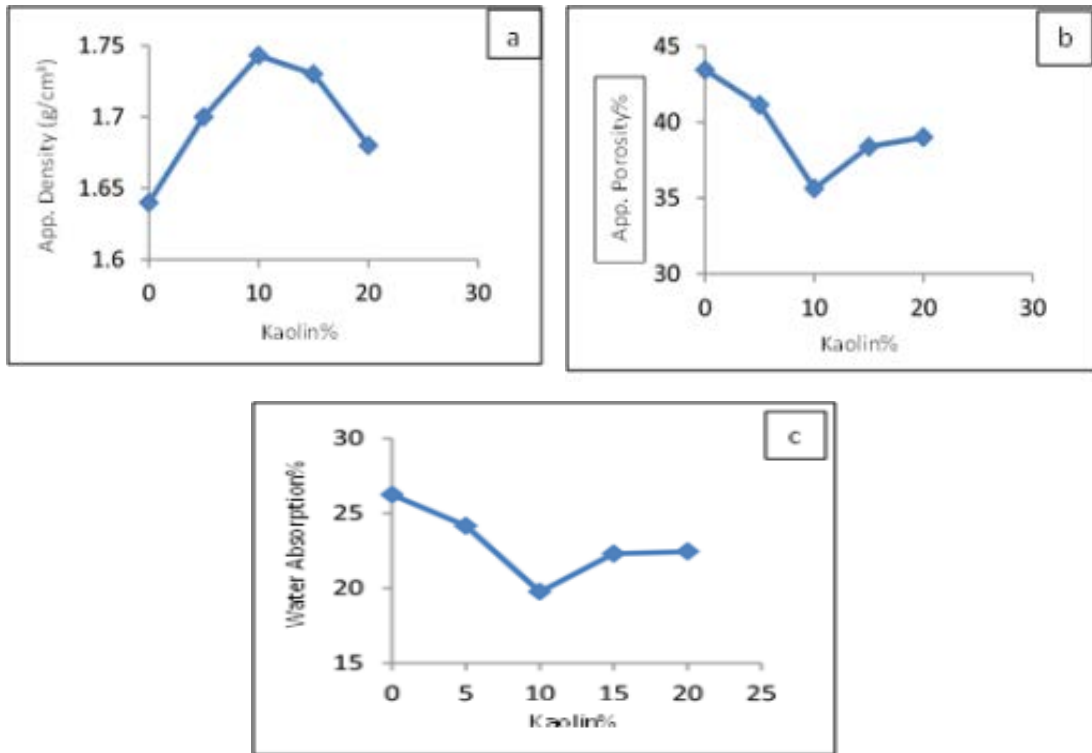 a
1.75
1.7
1.65
1.6
App. Density (g/cm³)
0 10 20 30
Kaolin%
b
45
40
35
30
App. Porosity%
0 10 20 30
Kaolin%
c
30
25
20
15
Water Absorption%
0 5 10 15 20 25
Kaolin%